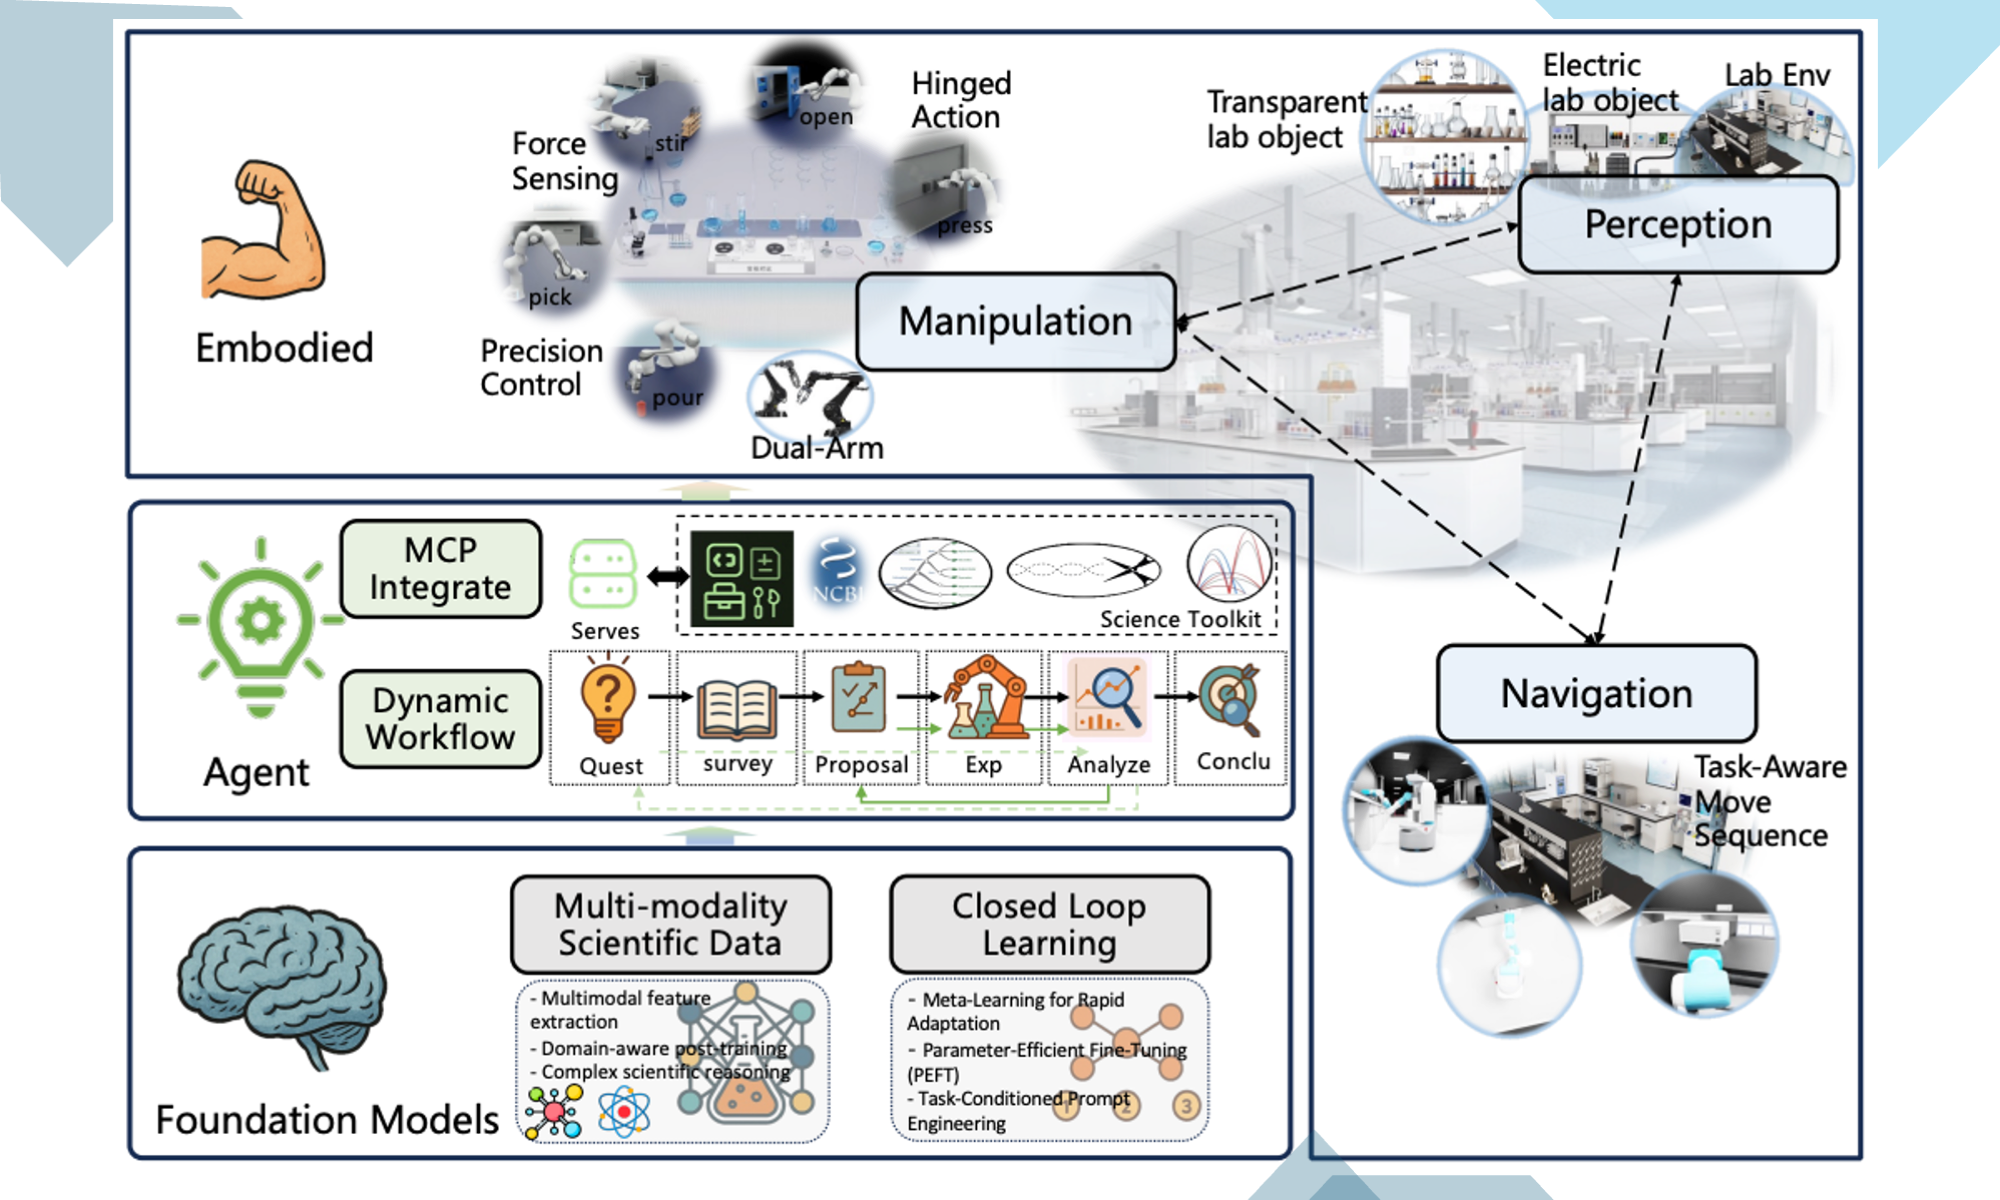 Embodied
Force
Sensing
stir
open
Hinged
Action
press
pick
Precision
Control
pour
Dual-Arm
Manipulation
Transparent
lab object
Electric
lab object
Lab Env
Perception
Navigation
Task-Aware
Move
Sequence
Agent
MCP
Integrate
Serves
NCBI
Science Toolkit
Dynamic
Workflow
Quest
survey
Proposal
Exp
Analyze
Conclu
Foundation Models
Multi-modality
Scientific Data
- Multimodal feature
extraction
- Domain-aware post-training
- Complex scientific reasoning
Closed Loop
Learning
- Meta-Learning for Rapid
Adaptation
- Parameter-Efficient Fine-Tuning
(PEFT)
- Task-Conditioned Prompt
Engineering
1 2 3